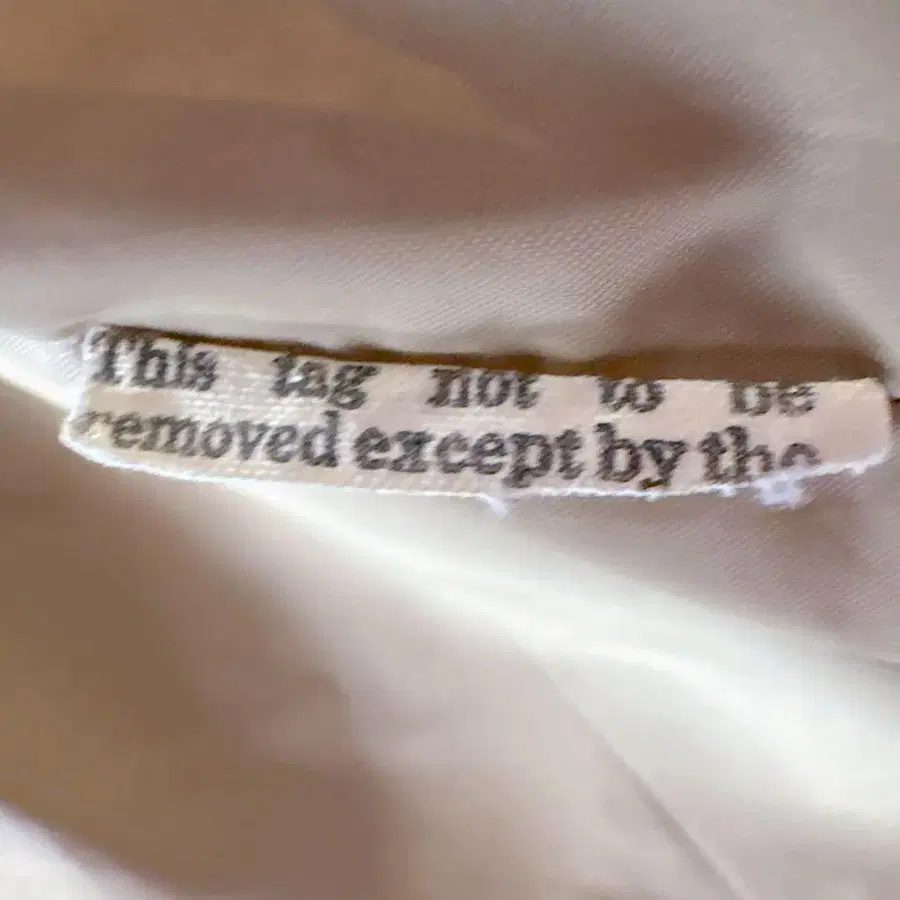 This tag not to be
removed except by the